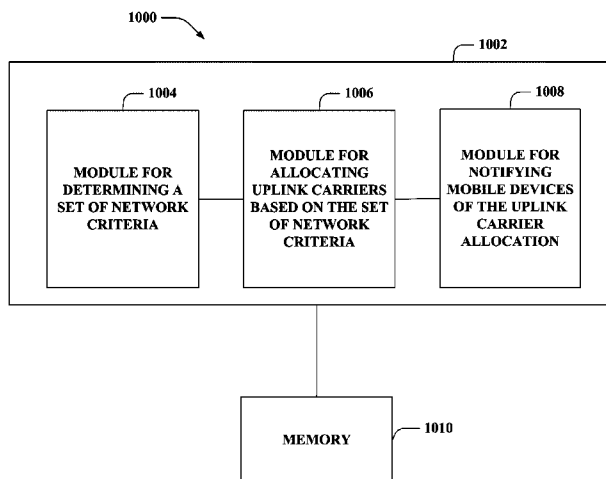 1000
1002
1004
1006
1008
MODULE FOR
DETERMINING A
SET OF NETWORK
CRITERIA
MODULE FOR
ALLOCATING
UPLINK CARRIERS
BASED ON THE SET
OF NETWORK
CRITERIA
MODULE FOR
NOTIFYING
MOBILE DEVICES
OF THE UPLINK
CARRIER
ALLOCATION
MEMORY
1010